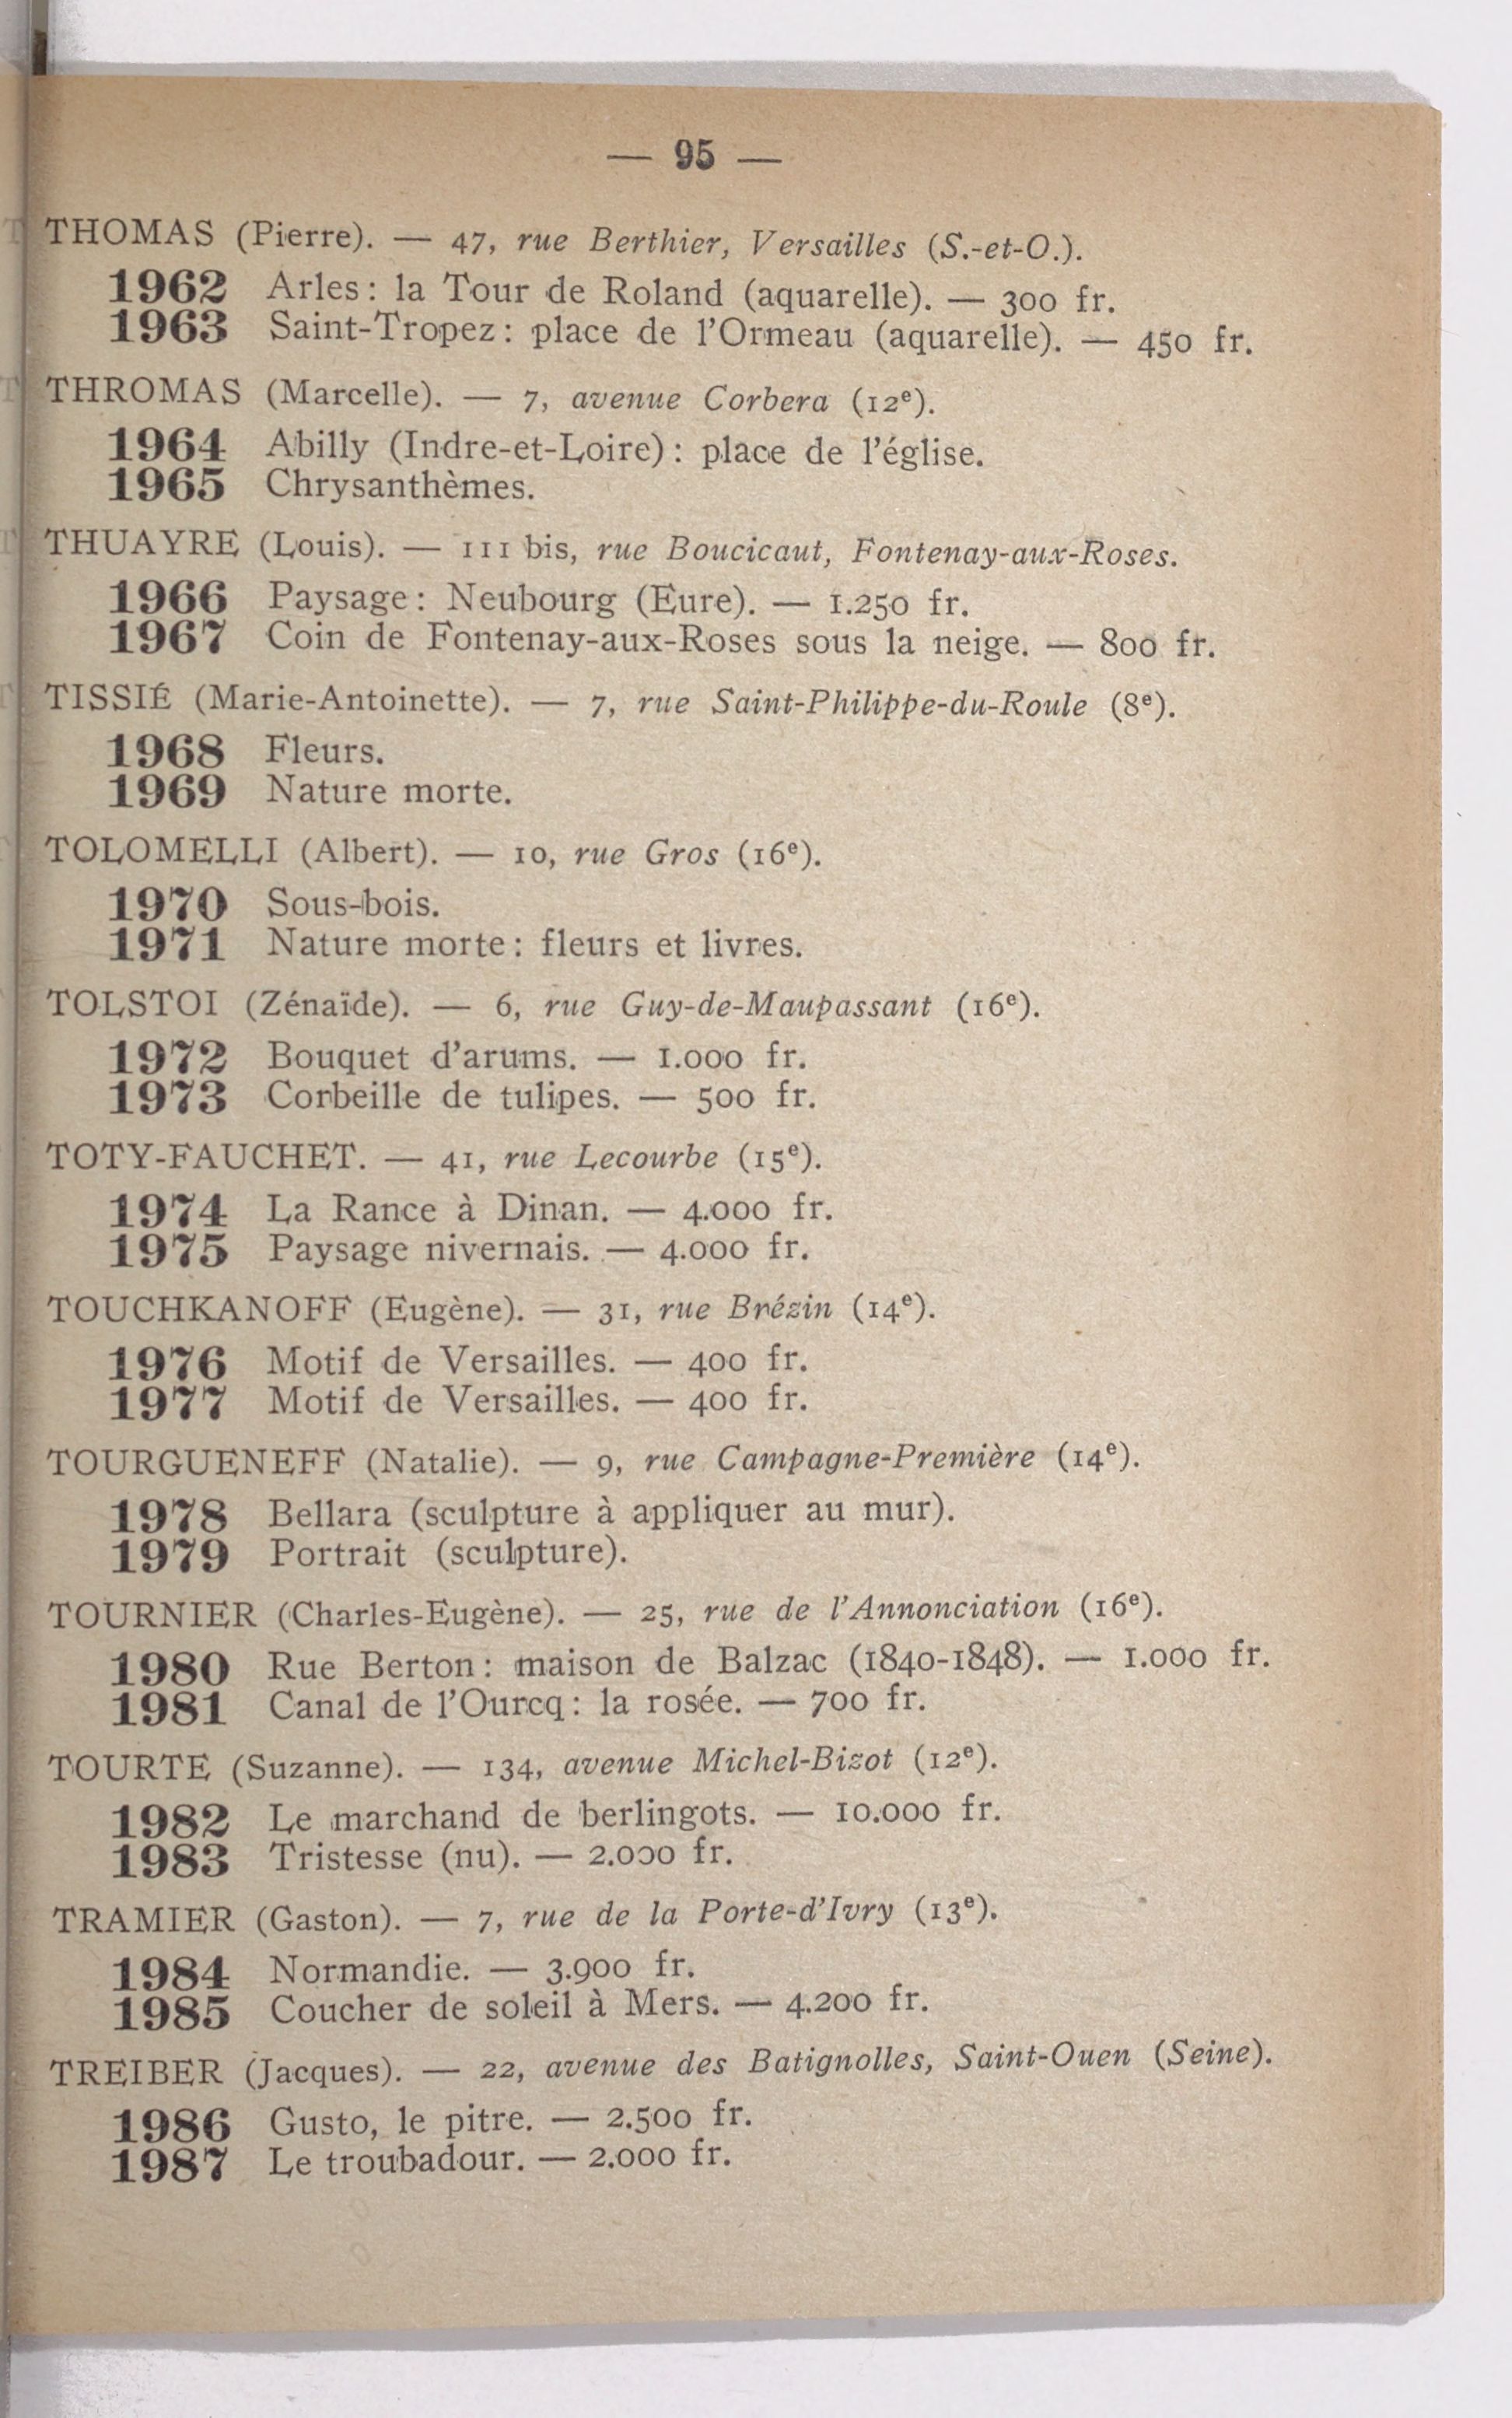 — 95 —
THOMAS (Pierre). — 47, rue Berthier, Versailles (S.-et-O.).
1962 Arles : la Tour de Roland (aquarelle). — 300 fr.
1963 Saint-Tropez : place de l'Ormeau (aquarelle). — 450 fr.
THROMAS (Marcelle). — 7, avenue Corbera (12e).
1964 Abilly (Indre-et-Loire) : place de l'église.
1965 Chrysanthèmes.
THUAYRE (Louis). — 111 bis, rue Boucicaut, Fontenay-aux-Roses.
1966 Paysage : Neubourg (Eure). — 1.250 fr.
1967 Coin de Fontenay-aux-Roses sous la neige. — 800 fr.
TISSIÉ (Marie-Antoinette). — 7, rue Saint-Philippe-du-Roule (8e).
1968 Fleurs.
1969 Nature morte.
TOLOMELLI (Albert). — 10, rue Gros (16e).
1970 Sous-bois.
1971 Nature morte : fleurs et livres.
TOLSTOI (Zénaïde). — 6, rue Guy-de-Maupassant (16e).
1972 Bouquet d'arums. — 1.000 fr.
1973 Corbeille de tulipes. — 500 fr.
TOTY-FAUCHET. — 41, rue Lecourbe (15e).
1974 La Rance à Dinan. — 4.000 fr.
1975 Paysage nivernais. — 4.000 fr.
TOUCHKANOFF (Eugène). — 31, rue Brézin (14e).
1976 Motif de Versailles. — 400 fr.
1977 Motif de Versailles. — 400 fr.
TOURGUENEFF (Natalie). — 9, rue Campagne-Première (14e).
1978 Bellara (sculpture à appliquer au mur).
1979 Portrait (sculpture).
TOURNIER (Charles-Eugène). — 25, rue de l'Annonciation (16e).
1980 Rue Berton : maison de Balzac (1840-1848). — 1.000 fr.
1981 Canal de l'Ourcq : la rosée. — 700 fr.
TOURTE (Suzanne). — 134, avenue Michel-Bizot (12e).
1982 Le marchand de berlingots. — 10.000 fr.
1983 Tristesse (nu). — 2.000 fr.
TRAMIER (Gaston). — 7, rue de la Porte-d'Ivry (13e).
1984 Normandie. — 3.900 fr.
1985 Coucher de soleil à Mers. — 4.200 fr.
TREIBER (Jacques). — 22, avenue des Batignolles, Saint-Ouen (Seine).
1986 Gusto, le pitre. — 2.500 fr.
1987 Le troubadour. — 2.000 fr.